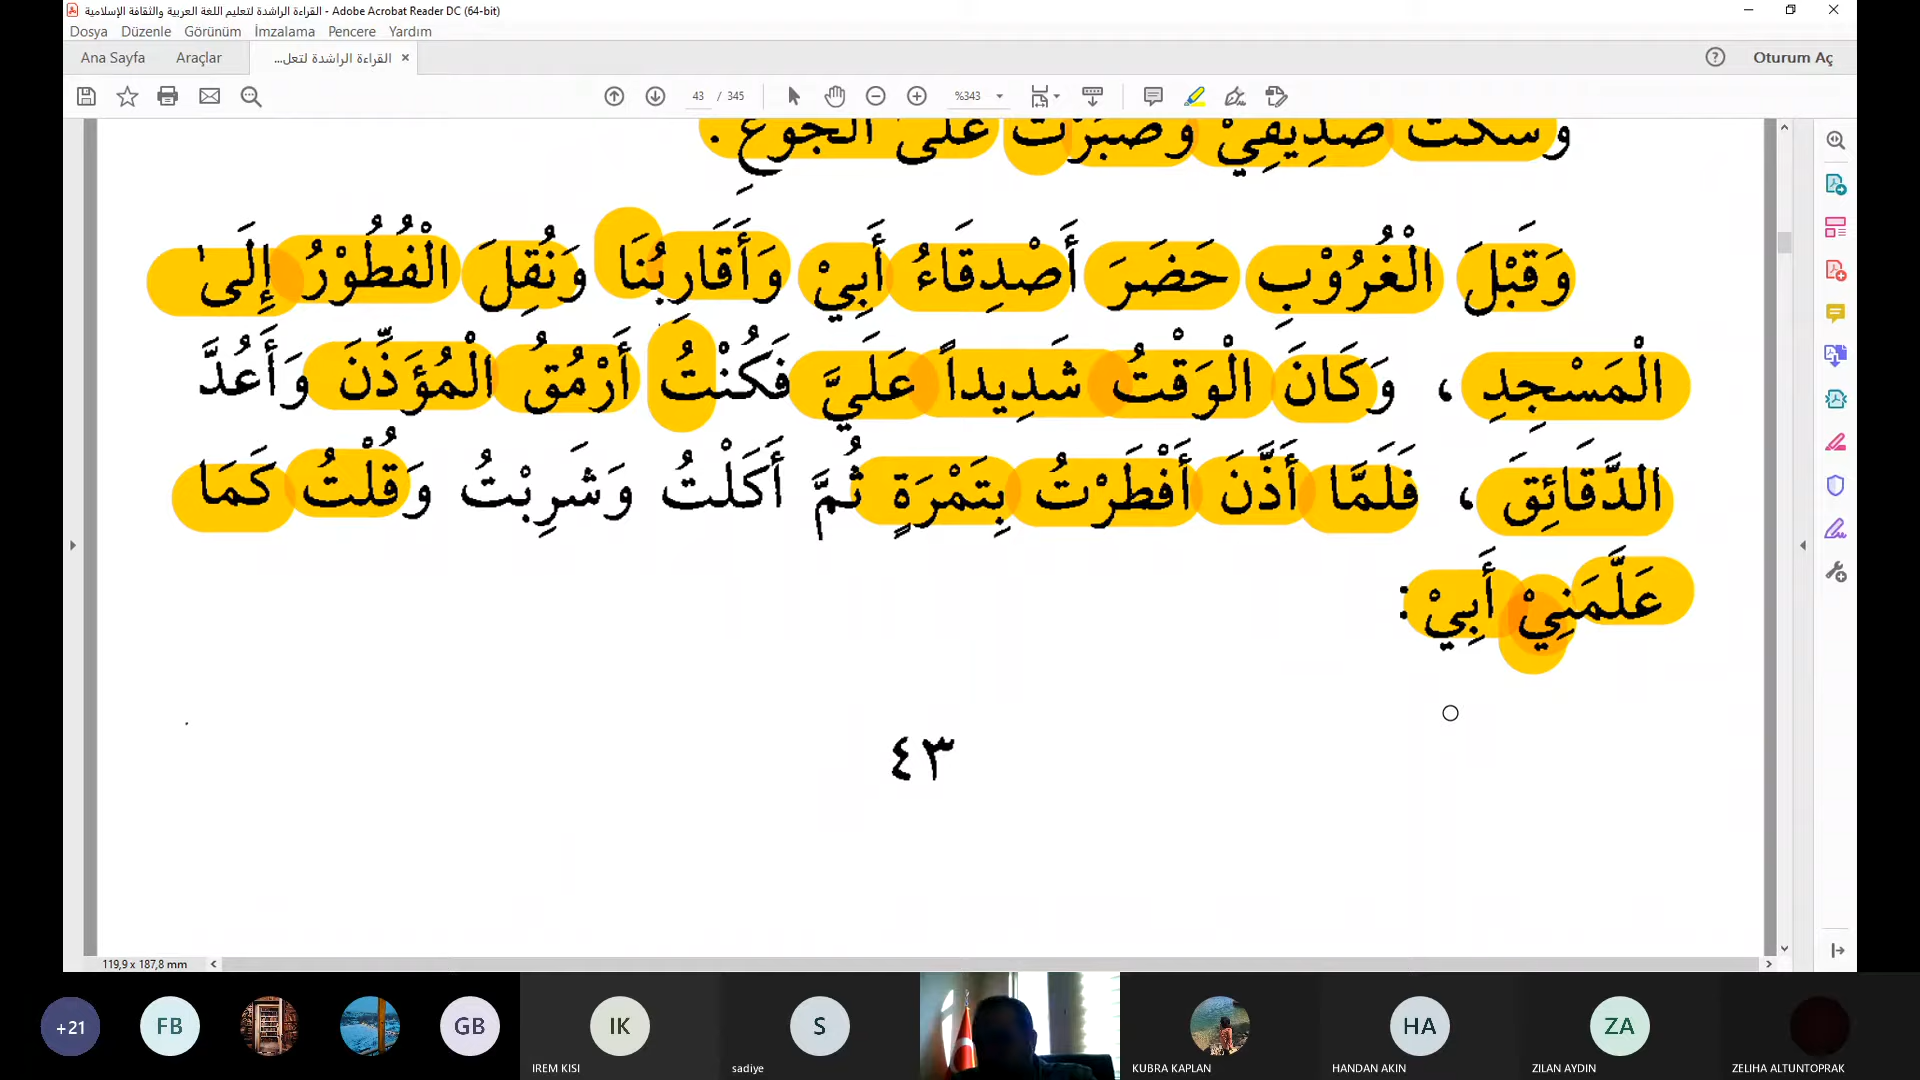 القراءة الراشدة لتعليم اللغة العربية والثقافة الإسلامية - Adobe Acrobat Reader DC (64-bit)
Dosya Düzenle Görünüm İmzalama Pencere Yardım
Ana Sayfa Araçlar القراءة الراشدة لتعل... Oturum Aç
43 / 345 %343
وَسَكَتَ صَدِيقِيْ وَصَبَرْتُ عَلَى الْجُوْعِ .
وَقَبْلَ الْغُرُوْبِ حَضَرَ أَصْدِقَاءُ أَبِيْ وَأَقَارِبُنَا وَنُقِلَ الْفُطُوْرُ إِلَى
الْمَسْجِدِ ، وَكَانَ الْوَقْتُ شَدِيداً عَلَيَّ فَكُنْتُ أَرْمُقُ الْمُؤَذِّنَ وَأَعُدَّ
الدَّقَائِقَ ، فَلَمَّا أَذَّنَ أَفْطَرْتُ بِتَمْرَةٍ ثُمَّ أَكَلْتُ وَشَرِبْتُ وَقُلْتُ كَمَا
عَلَّمَنِيْ أَبِيْ :
٤٣
119,9 x 187,8 mm
+21 FB GB IK S HA ZA
IREM KISI sadiye KUBRA KAPLAN HANDAN AKIN ZILAN AYDIN ZELIHA ALTUNTOPRAK